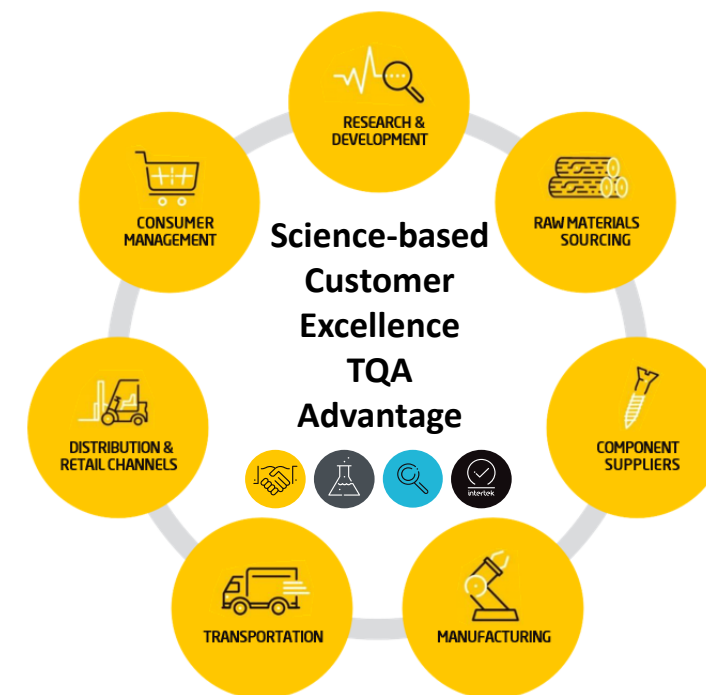 RESEARCH &
DEVELOPMENT
RAW MATERIALS
SOURCING
COMPONENT
SUPPLIERS
MANUFACTURING
TRANSPORTATION
DISTRIBUTION &
RETAIL CHANNELS
CONSUMER
MANAGEMENT
Science-based
Customer
Excellence
TQA
Advantage
intertek